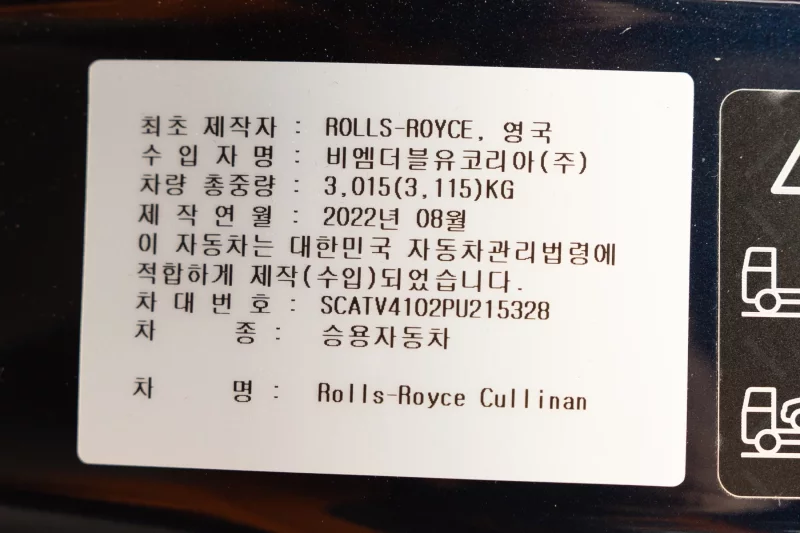 최초 제작자 : ROLLS-ROYCE, 영국
수 입 자 명 : 비엠더블유코리아(주)
차량 총중량 : 3,015(3,115)KG
제 작 연 월 : 2022년 08월
이 자동차는 대한민국 자동차관리법령에
적합하게 제작(수입)되었습니다.
차 대 번 호 : SCATV4102PU215328
차 종 : 승용자동차
차 명 : Rolls-Royce Cullinan